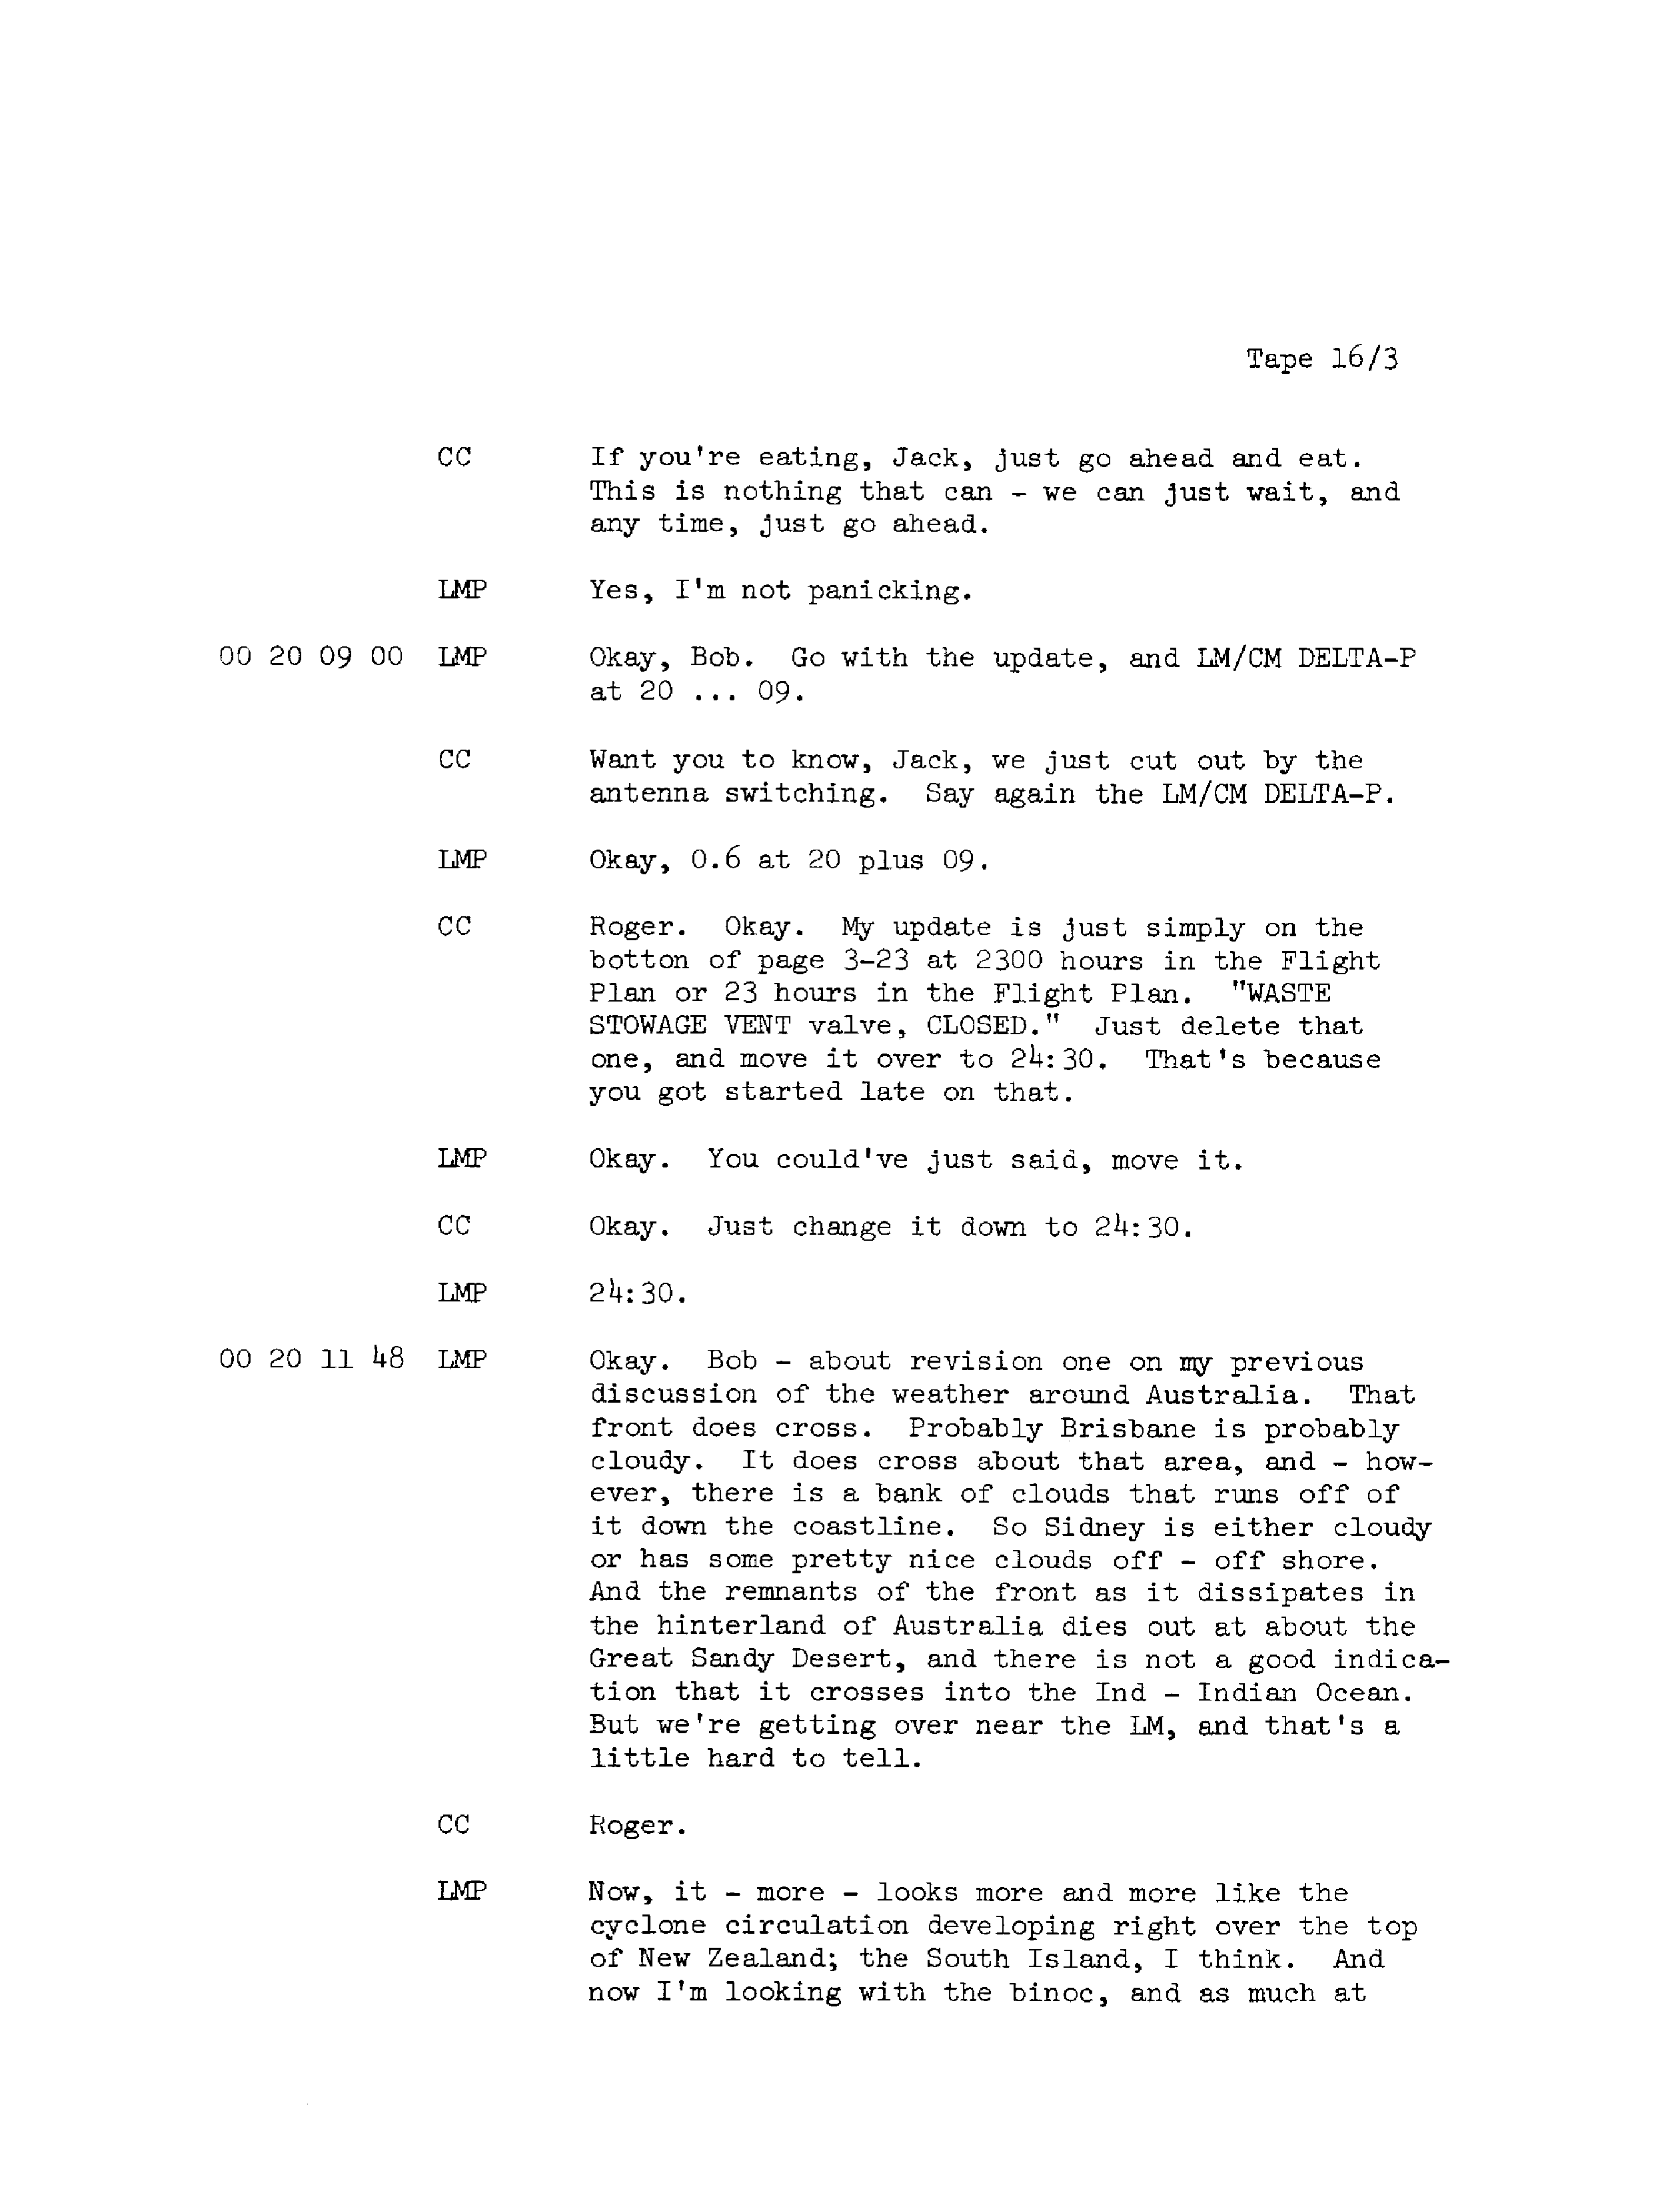 Tape 16/3
CC If you're eating, Jack, just go ahead and eat.
This is nothing that can - we can just wait, and
any time, just go ahead.
LMP Yes, I'm not panicking.
00 20 09 00 LMP Okay, Bob. Go with the update, and LM/CM DELTA-P
at 20 ... 09.
CC Want you to know, Jack, we just cut out by the
antenna switching. Say again the LM/CM DELTA-P.
LMP Okay, 0.6 at 20 plus 09.
CC Roger. Okay. My update is just simply on the
botton of page 3-23 at 2300 hours in the Flight
Plan or 23 hours in the Flight Plan. "WASTE
STOWAGE VENT valve, CLOSED." Just delete that
one, and move it over to 24:30. That's because
you got started late on that.
LMP Okay. You could've just said, move it.
CC Okay. Just change it down to 24:30.
LMP 24:30.
00 20 11 48 LMP Okay. Bob - about revision one on my previous
discussion of the weather around Australia. That
front does cross. Probably Brisbane is probably
cloudy. It does cross about that area, and - how-
ever, there is a bank of clouds that runs off of
it down the coastline. So Sidney is either cloudy
or has some pretty nice clouds off - off shore.
And the remnants of the front as it dissipates in
the hinterland of Australia dies out at about the
Great Sandy Desert, and there is not a good indica-
tion that it crosses into the Ind - Indian Ocean.
But we're getting over near the LM, and that's a
little hard to tell.
CC Roger.
LMP Now, it - more - looks more and more like the
cyclone circulation developing right over the top
of New Zealand; the South Island, I think. And
now I'm looking with the binoc, and as much at